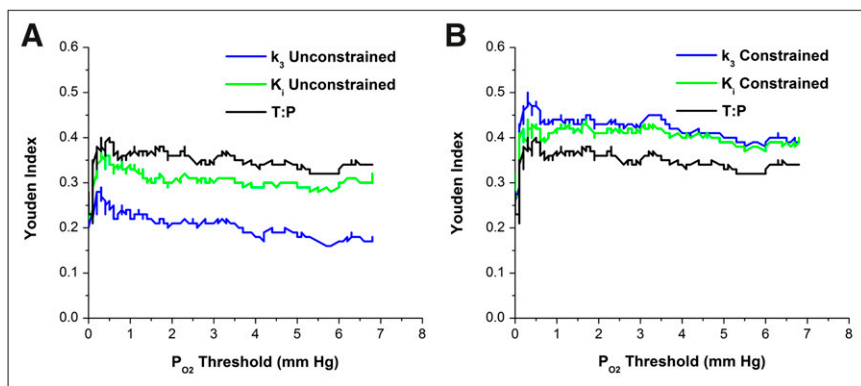 A
k3 Unconstrained
Ki Unconstrained
T:P
Youden Index
0.6
0.5
0.4
0.3
0.2
0.1
0.0
0 1 2 3 4 5 6 7 8
PO2 Threshold (mm Hg)
B
k3 Constrained
Ki Constrained
T:P
Youden Index
0.6
0.5
0.4
0.3
0.2
0.1
0.0
0 1 2 3 4 5 6 7 8
PO2 Threshold (mm Hg)